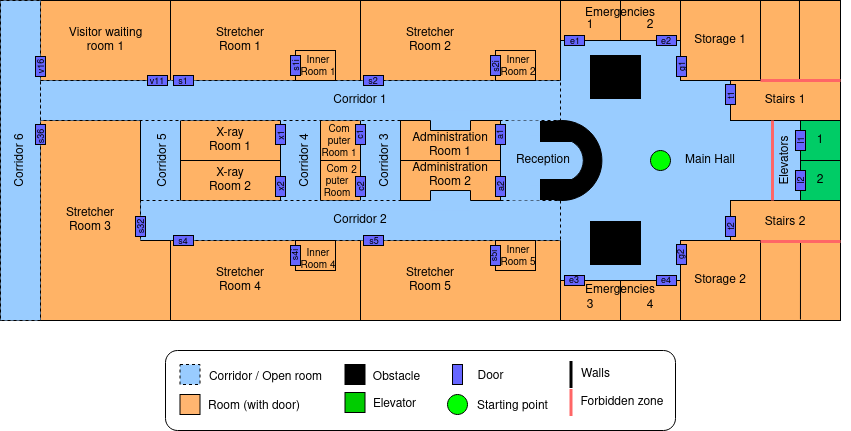 Emergencies
1 2
Visitor waiting
room 1
Stretcher
Room 1
Stretcher
Room 2
Storage 1
e1
e2
v16
s1i
Inner
Room 1
s2i
Inner
Room 2
g1
v11
s1
s2
t1
Corridor 1
Stairs 1
Corridor 6
s36
Corridor 5
X-ray
Room 1
x1
Corridor 4
Com
puter
Room 1
c1
Corridor 3
Administration
Room 1
a1
Reception
Main Hall
Elevators
l1
1
X-ray
Room 2
x2
Com 2
puter
Room
c2
Administration
Room 2
a2
l2
2
Stretcher
Room 3
s32
Corridor 2
t2
Stairs 2
s4
s5
Stretcher
Room 4
s4i
Inner
Room 4
Stretcher
Room 5
s5i
Inner
Room 5
g2
Storage 2
e3
e4
Emergencies
3 4
Corridor / Open room
Obstacle
Door
Walls
Room (with door)
Elevator
Starting point
Forbidden zone